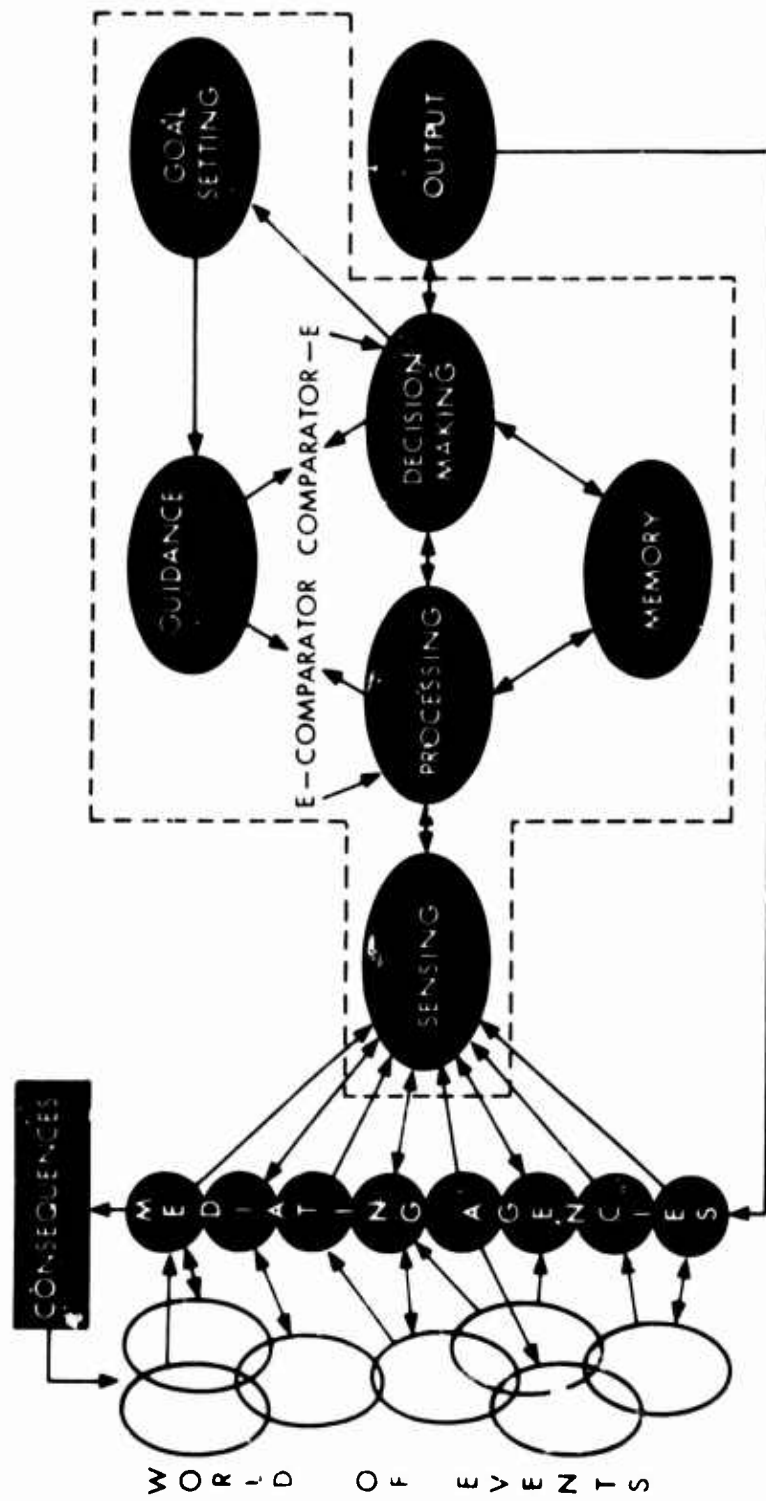 WORLD OF EVENTS
CONSEQUENCES
MEDIATING AGENCIES
SENSING
PROCESSING
E—COMPARATOR
COMPARATOR—E
GUIDANCE
GOAL
SETTING
DECISION
MAKING
MEMORY
OUTPUT